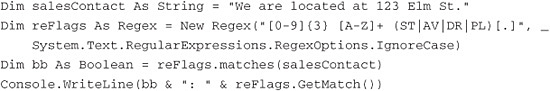 Dim salesContact As String = "We are located at 123 Elm St."
Dim reFlags As Regex = New Regex("[0-9]{3} [A-Z]+ (ST|AV|DR|PL)[.]", _
System.Text.RegularExpressions.RegexOptions.IgnoreCase)
Dim bb As Boolean = reFlags.matches(salesContact)
Console.WriteLine(bb & ": " & reFlags.GetMatch())